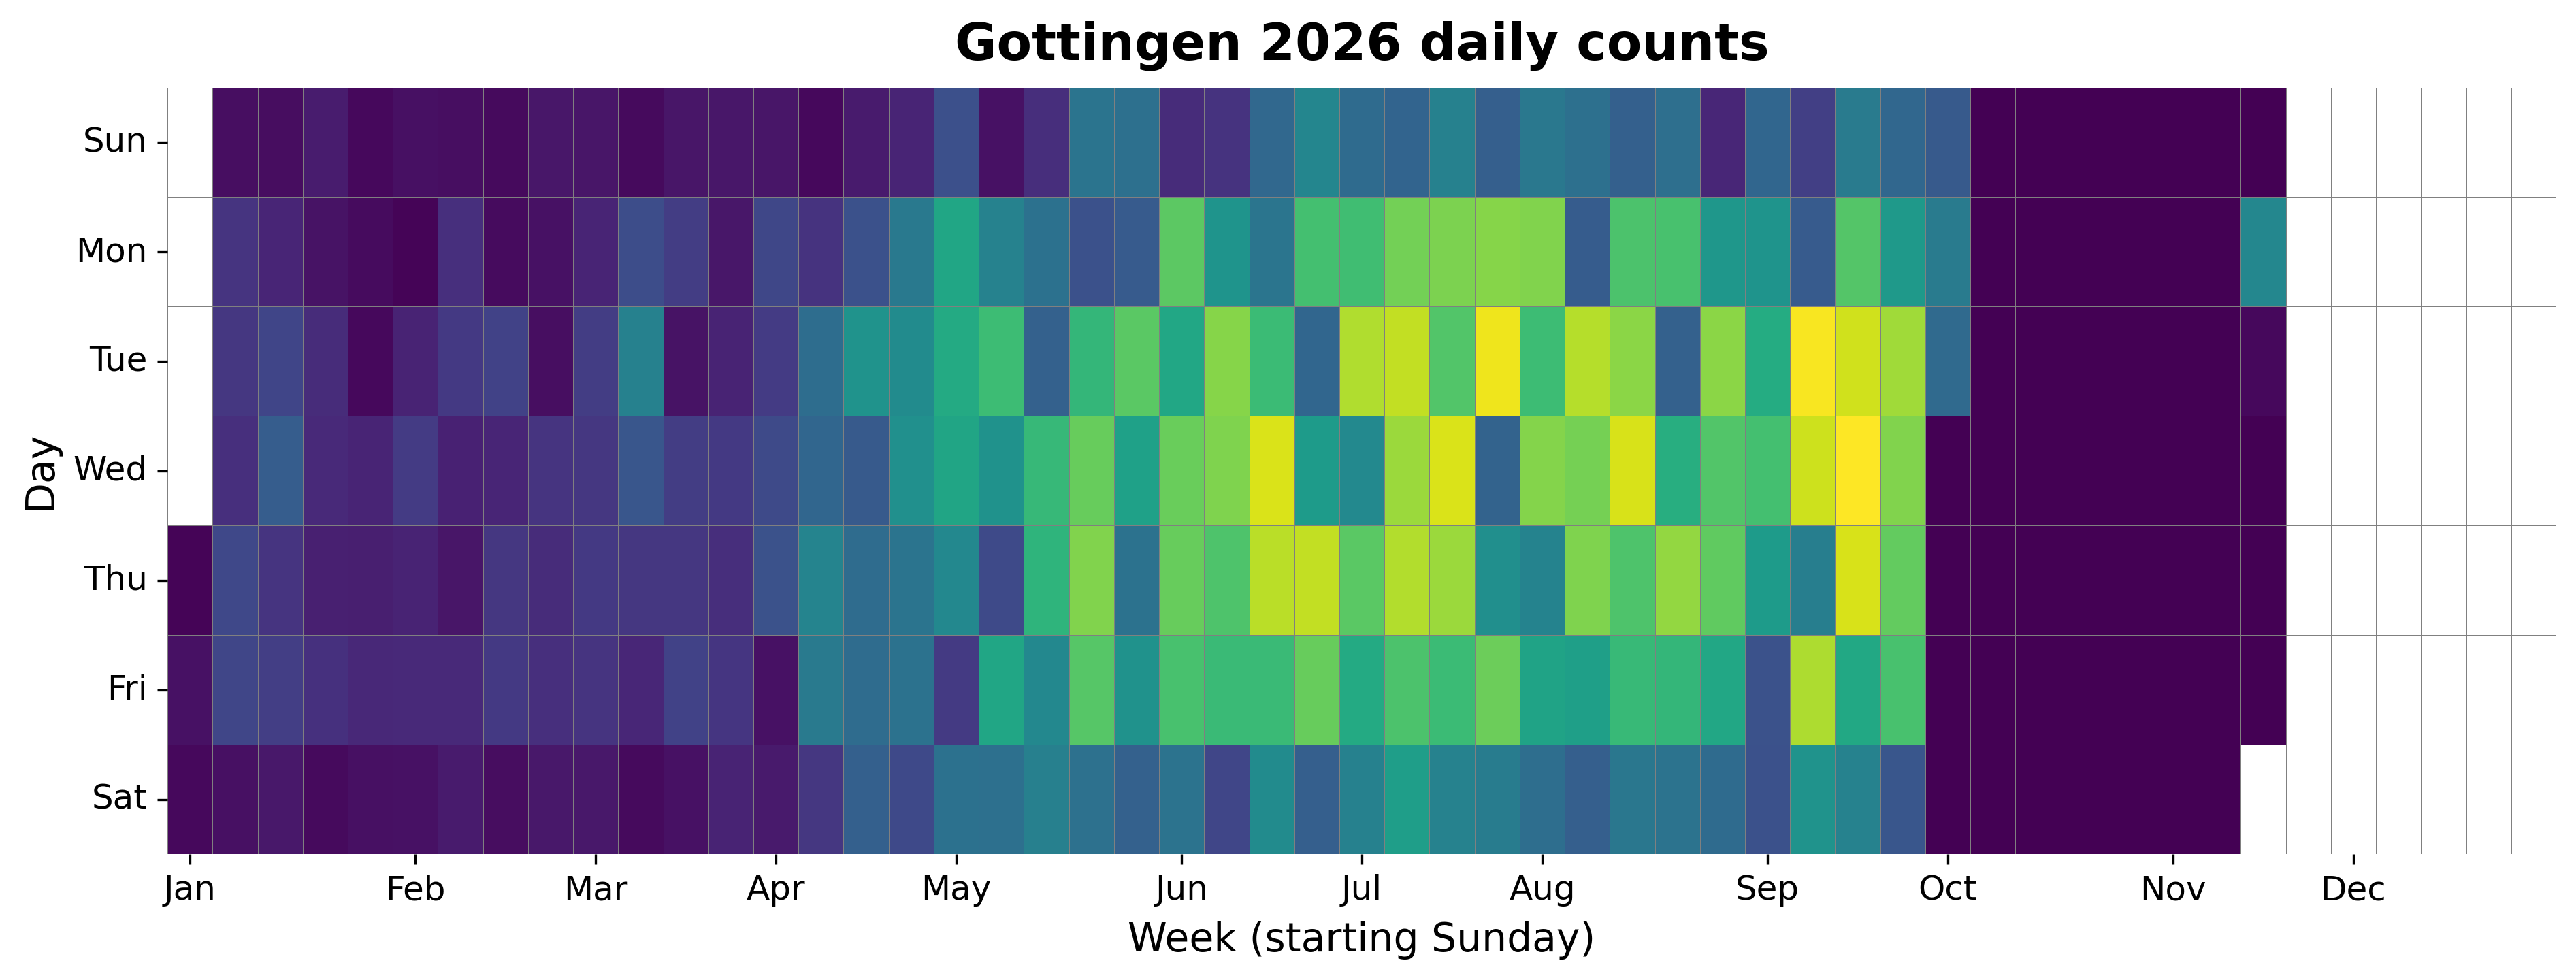 Gottingen 2026 daily counts
Day
Sun
Mon
Tue
Wed
Thu
Fri
Sat
Jan Feb Mar Apr May Jun Jul Aug Sep Oct Nov Dec
Week (starting Sunday)